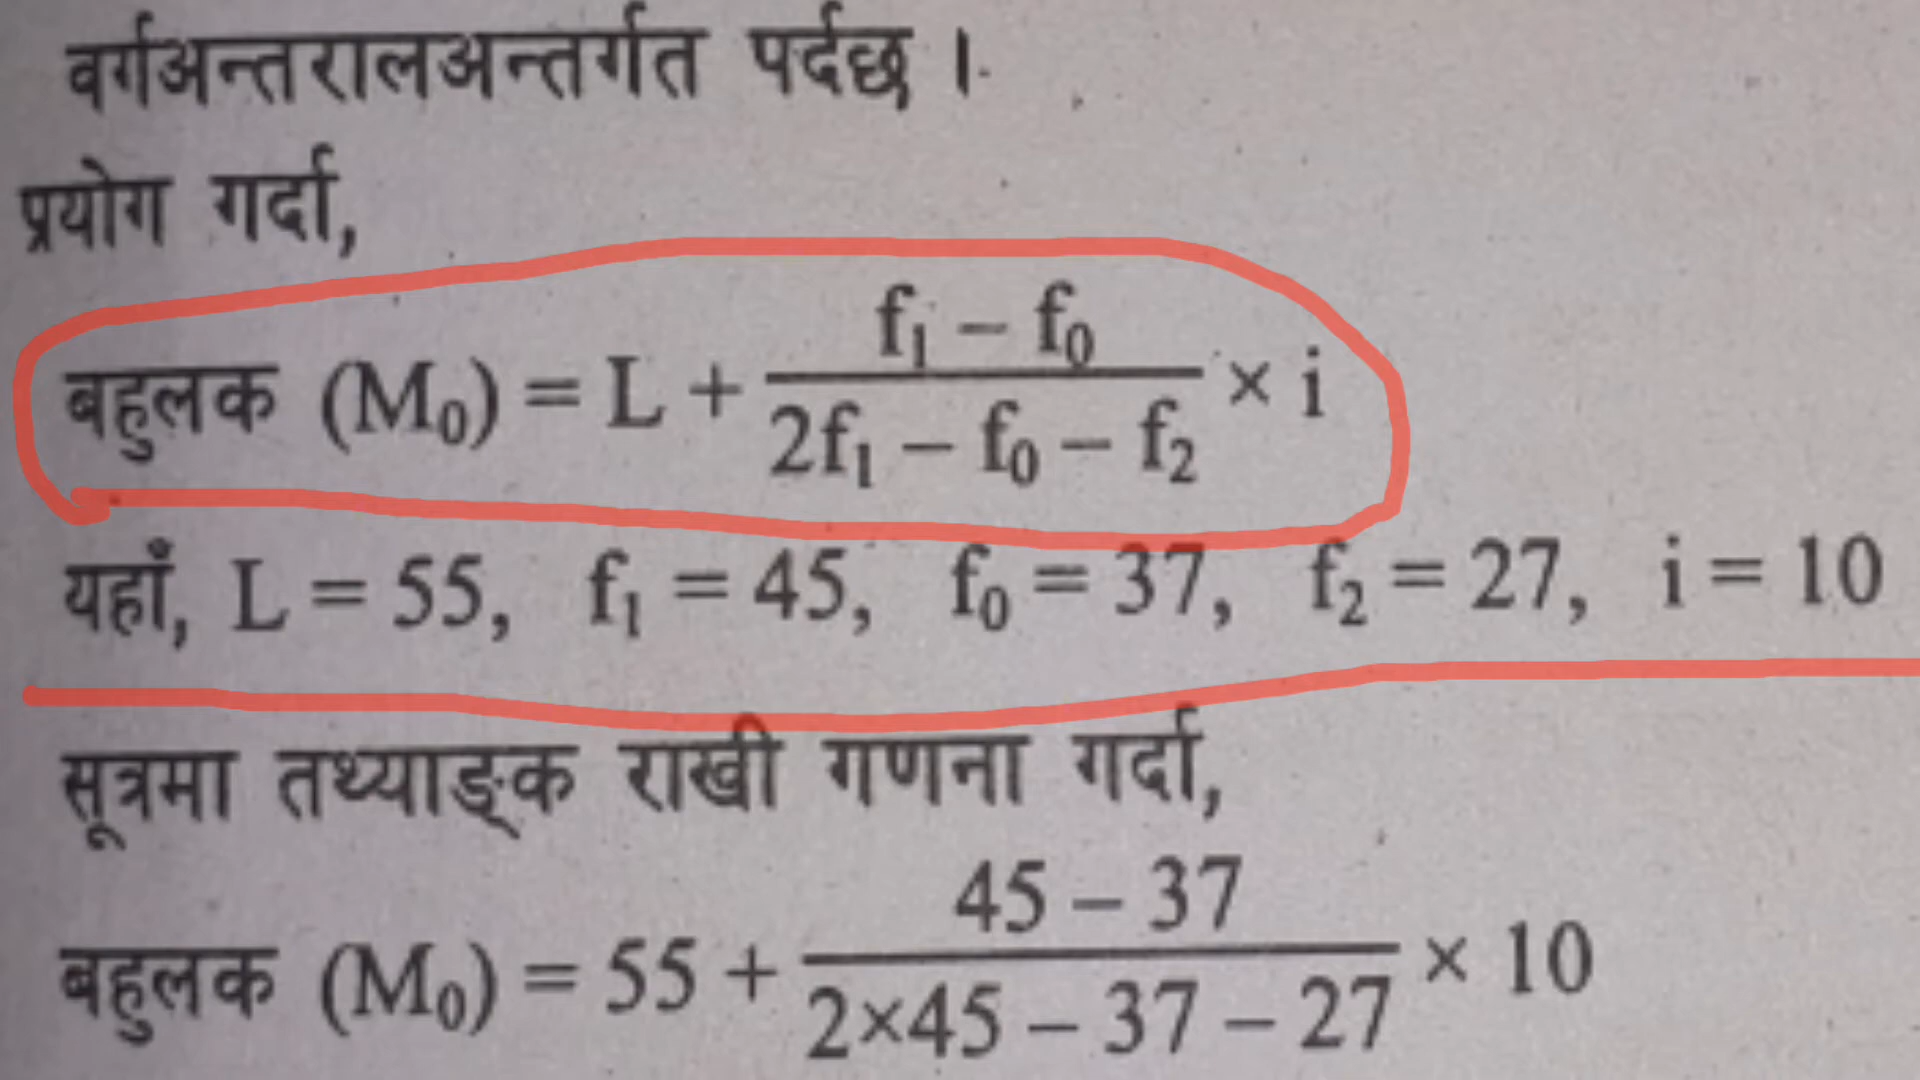 वर्गअन्तरालअन्तर्गत पर्दछ ।
प्रयोग गर्दा,
बहुलक (M₀) = L + (f₁ – f₀) / (2f₁ – f₀ – f₂) × i
यहाँ, L = 55, f₁ = 45, f₀ = 37, f₂ = 27, i = 10
सूत्रमा तथ्याङ्क राखी गणना गर्दा,
बहुलक (M₀) = 55 + (45 – 37) / (2×45 – 37 – 27) × 10